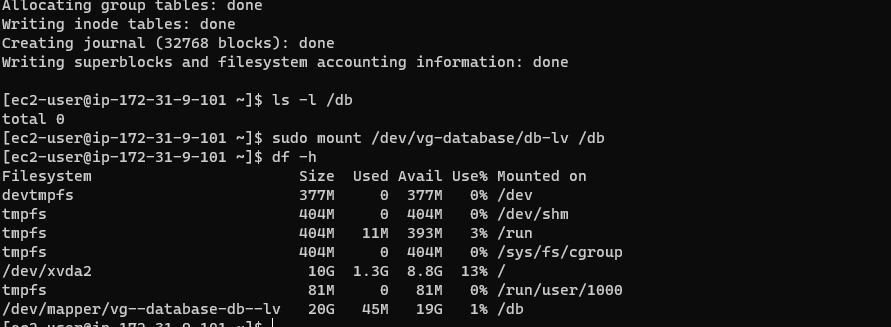 Allocating group tables: done
Writing inode tables: done
Creating journal (32768 blocks): done
Writing superblocks and filesystem accounting information: done
[ec2-user@ip-172-31-9-101 ~]$ ls -l /db
total 0
[ec2-user@ip-172-31-9-101 ~]$ sudo mount /dev/vg-database/db-lv /db
[ec2-user@ip-172-31-9-101 ~]$ df -h
Filesystem Size Used Avail Use% Mounted on
devtmpfs 377M 0 377M 0% /dev
tmpfs 404M 0 404M 0% /dev/shm
tmpfs 404M 11M 393M 3% /run
tmpfs 404M 0 404M 0% /sys/fs/cgroup
/dev/xvda2 10G 1.3G 8.8G 13% /
tmpfs 81M 0 81M 0% /run/user/1000
/dev/mapper/vg--database-db--lv 20G 45M 19G 1% /db
[ec2-user@ip-172-31-9-101 ~]$